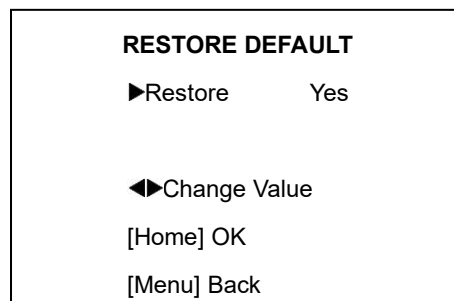 RESTORE DEFAULT
▶Restore Yes
◀▶Change Value
[Home] OK
[Menu] Back